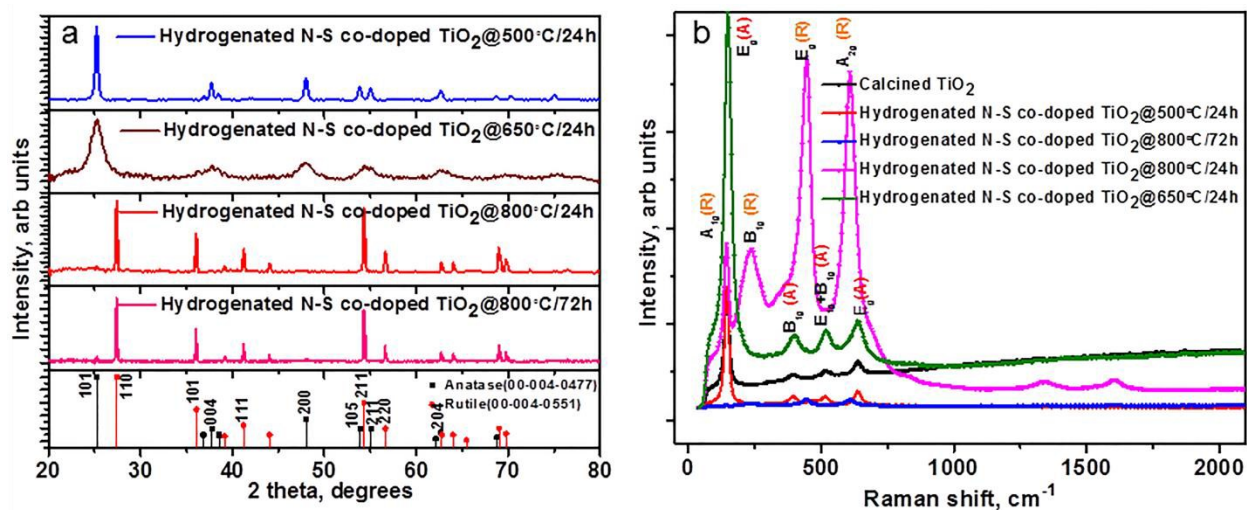 a
Hydrogenated N-S co-doped TiO2@500°C/24h
Hydrogenated N-S co-doped TiO2@650°C/24h
Hydrogenated N-S co-doped TiO2@800°C/24h
Hydrogenated N-S co-doped TiO2@800°C/72h
101
110
101
004
111
200
105
211
211
220
204
Anatase(00-004-0477)
Rutile(00-004-0551)
20 30 40 50 60 70 80
2 theta, degrees
Intensity, arb units
b
A1g(R)
Eg(A)
B1g(R)
Eg(R)
A2g(R)
B1g(A)
E1g+B1g(A)
Eg(A)
Calcined TiO2
Hydrogenated N-S co-doped TiO2@500°C/24h
Hydrogenated N-S co-doped TiO2@800°C/72h
Hydrogenated N-S co-doped TiO2@800°C/24h
Hydrogenated N-S co-doped TiO2@650°C/24h
0 500 1000 1500 2000
Raman shift, cm-1
Intensity, arb units